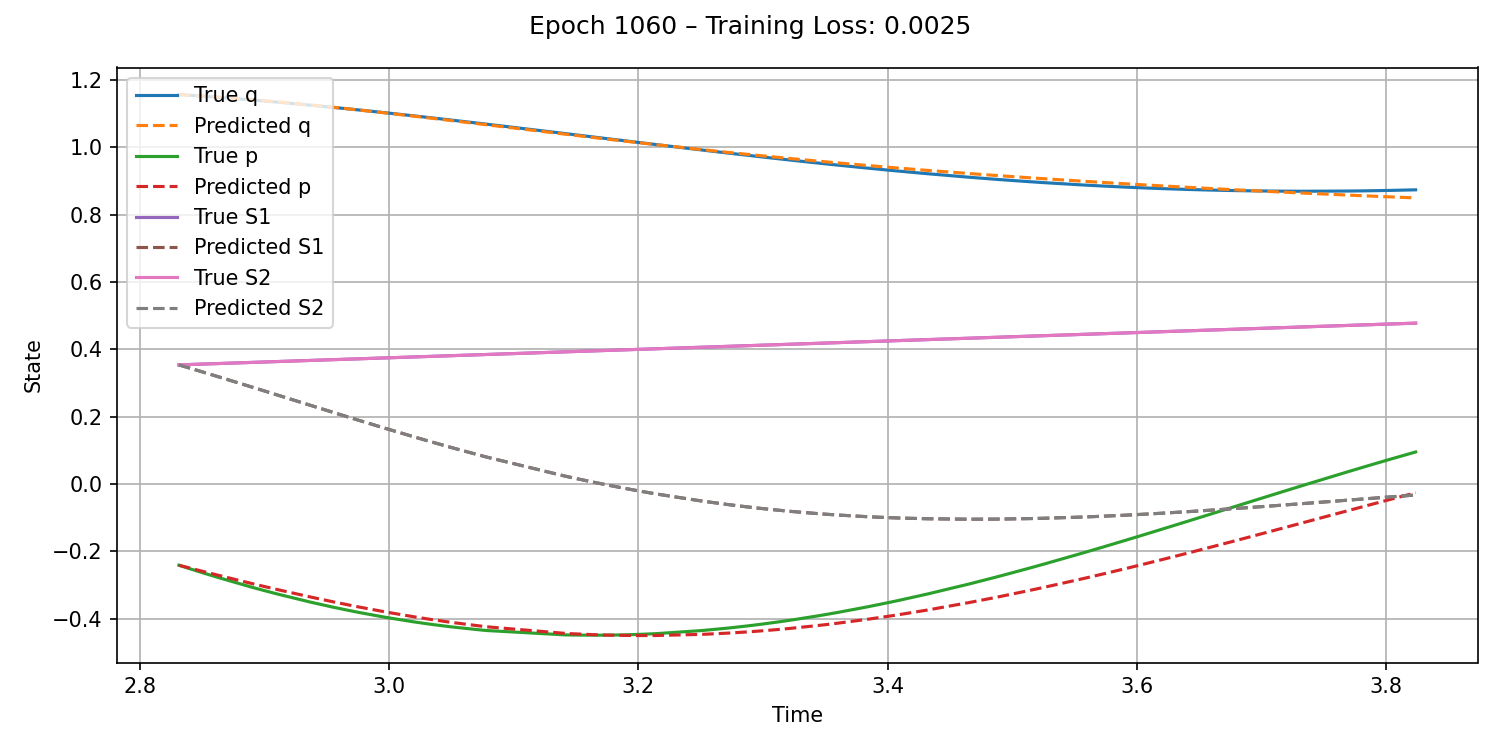 Epoch 1060 – Training Loss: 0.0025
State
1.2
1.0
0.8
0.6
0.4
0.2
0.0
−0.2
−0.4
True q
Predicted q
True p
Predicted p
True S1
Predicted S1
True S2
Predicted S2
2.8 3.0 3.2 3.4 3.6 3.8
Time